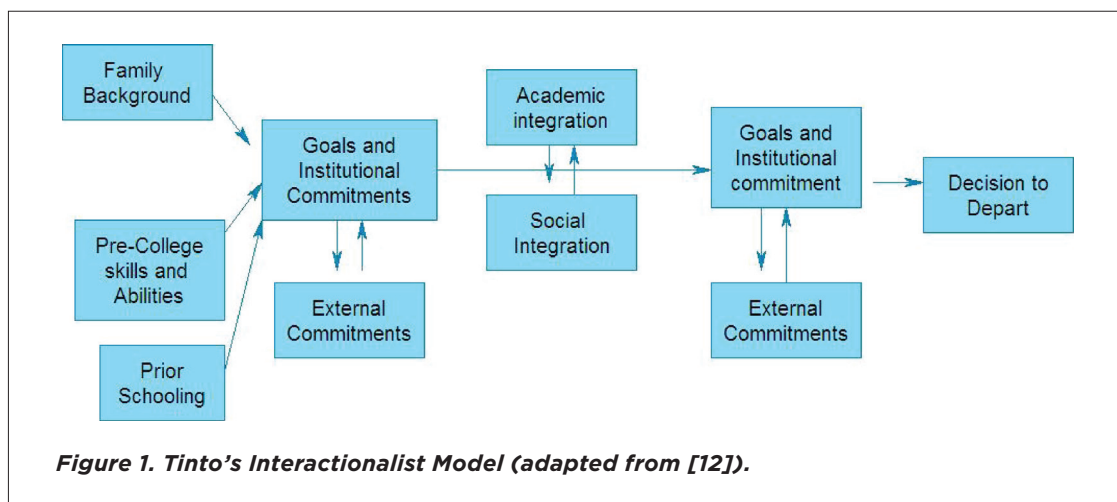 Family
Background
Pre-College
skills and
Abilities
Prior
Schooling
Goals and
Institutional
Commitments
External
Commitments
Academic
integration
Social
Integration
Goals and
Institutional
commitment
External
Commitments
Decision to
Depart
Figure 1. Tinto’s Interactionalist Model (adapted from [12]).